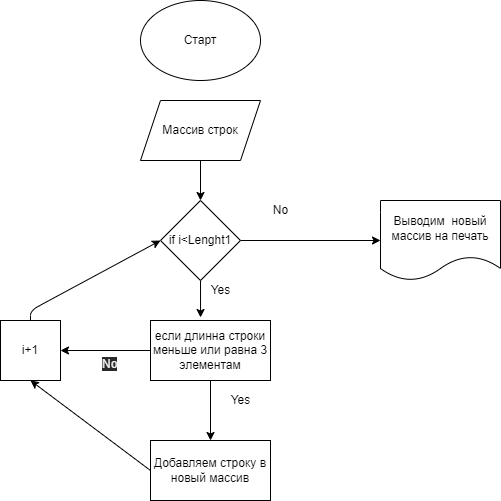 Старт
Массив строк
No
if i<Lenght1
Выводим новый
массив на печать
Yes
если длинна строки
меньше или равна 3
элементам
i+1
No
Yes
Добавляем строку в
новый массив